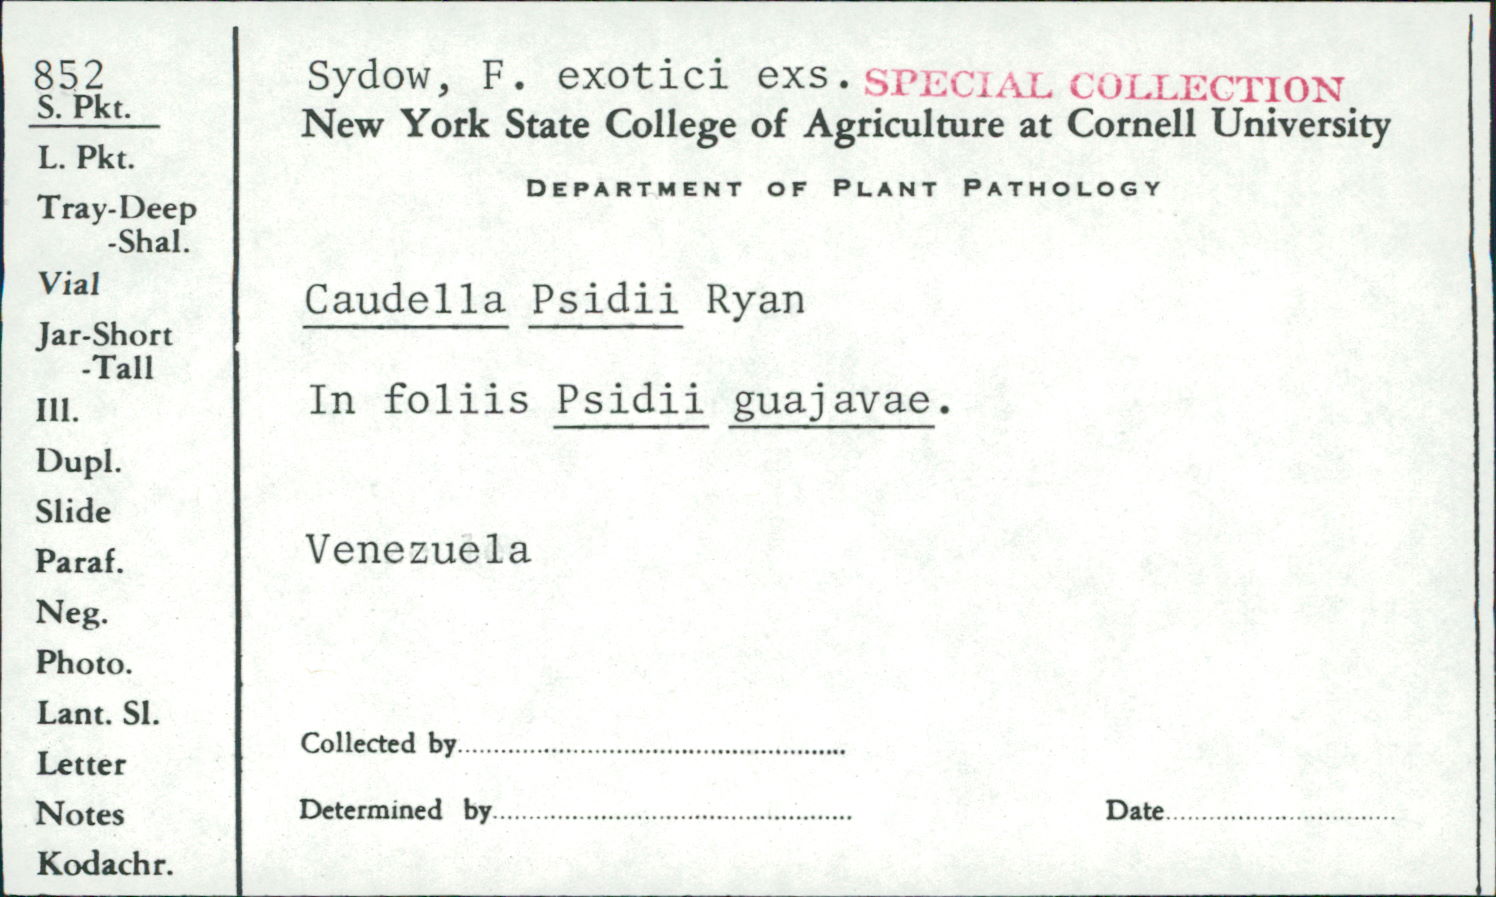 852
S. Pkt.
L. Pkt.
Tray-Deep
-Shal.
Vial
Jar-Short
-Tall
Ill.
Dupl.
Slide
Paraf.
Neg.
Photo.
Lant. Sl.
Letter
Notes
Kodachr.
Sydow, F. exotici exs. SPECIAL COLLECTION
New York State College of Agriculture at Cornell University
DEPARTMENT OF PLANT PATHOLOGY
Caudella Psidii Ryan
In foliis Psidii guajavae.
Venezuela
Collected by
Determined by
Date